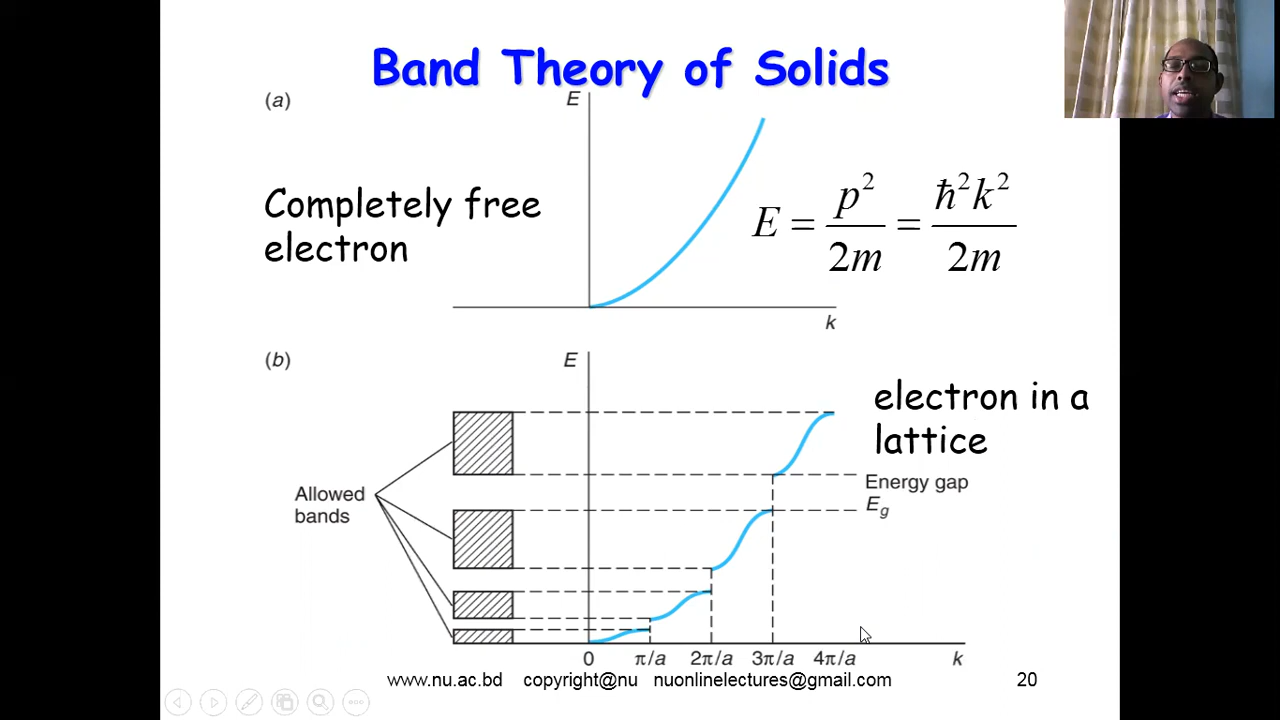 Band Theory of Solids
(a)
E
Completely free
electron
E = p² / 2m = ħ²k² / 2m
k
(b)
E
electron in a
lattice
Energy gap
E_g
Allowed
bands
0 π/a 2π/a 3π/a 4π/a k
www.nu.ac.bd copyright@nu nuonlinelectures@gmail.com 20